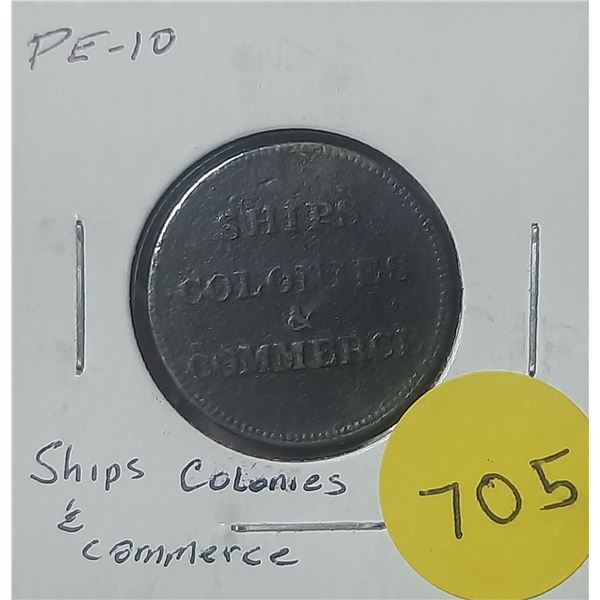 PE-10
SHIPS
COLONIES
&
COMMERCE
Ships Colonies
&
Commerce
705